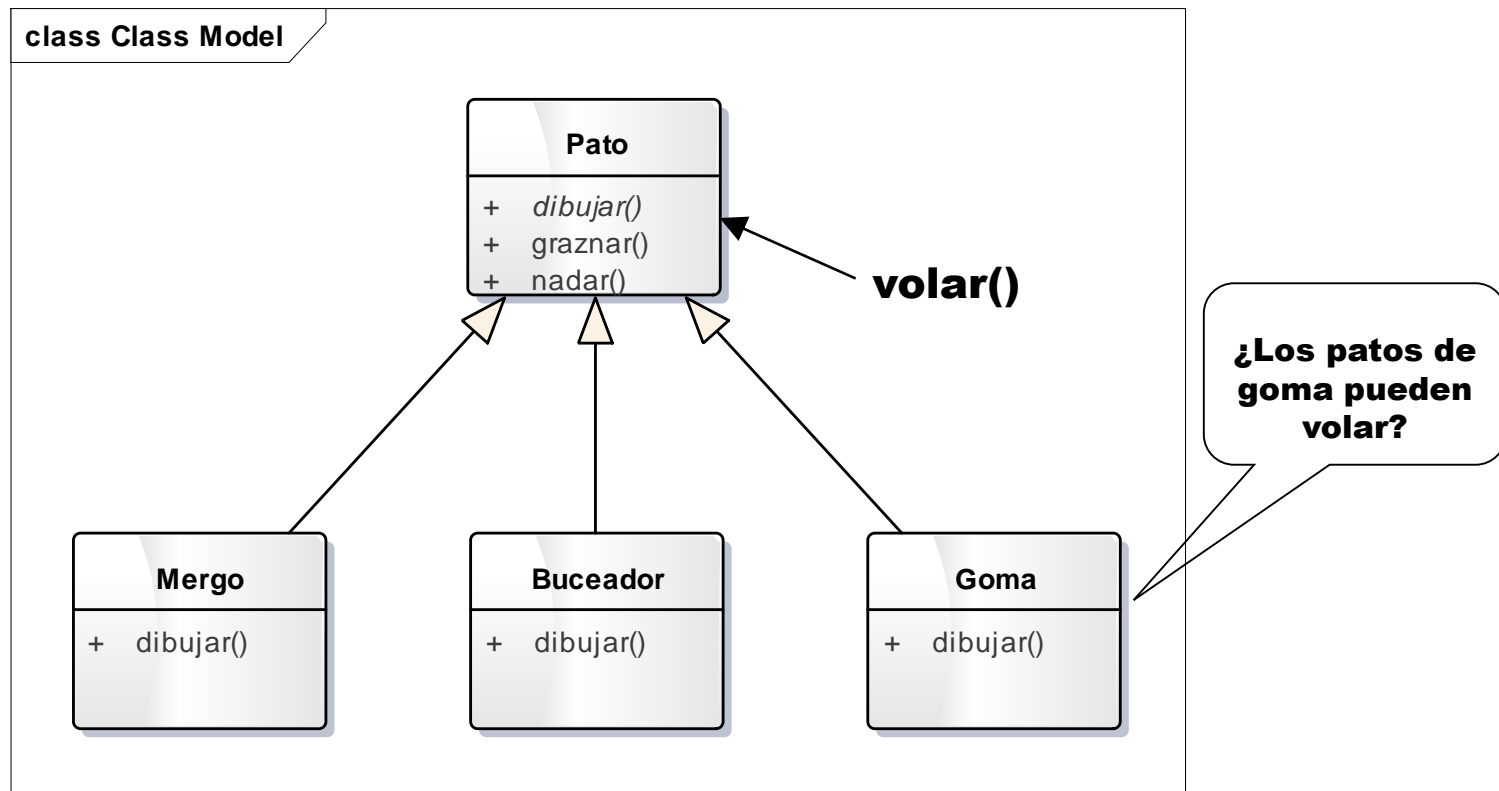 class Class Model
Pato
+ dibujar()
+ graznar()
+ nadar()
volar()
¿Los patos de
goma pueden
volar?
Mergo
+ dibujar()
Buceador
+ dibujar()
Goma
+ dibujar()